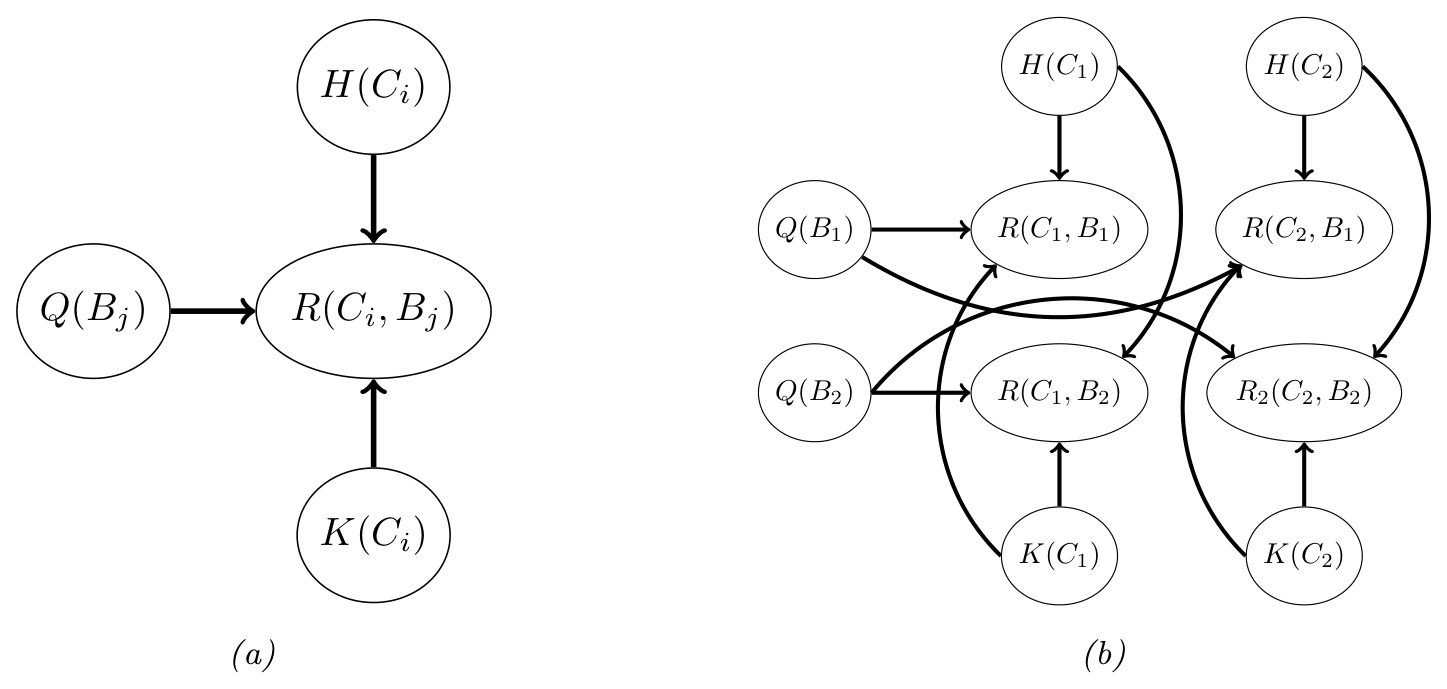 H(C_i)
Q(B_j)
R(C_i, B_j)
K(C_i)
(a)
H(C_1)
H(C_2)
Q(B_1)
R(C_1, B_1)
R(C_2, B_1)
Q(B_2)
R(C_1, B_2)
R_2(C_2, B_2)
K(C_1)
K(C_2)
(b)